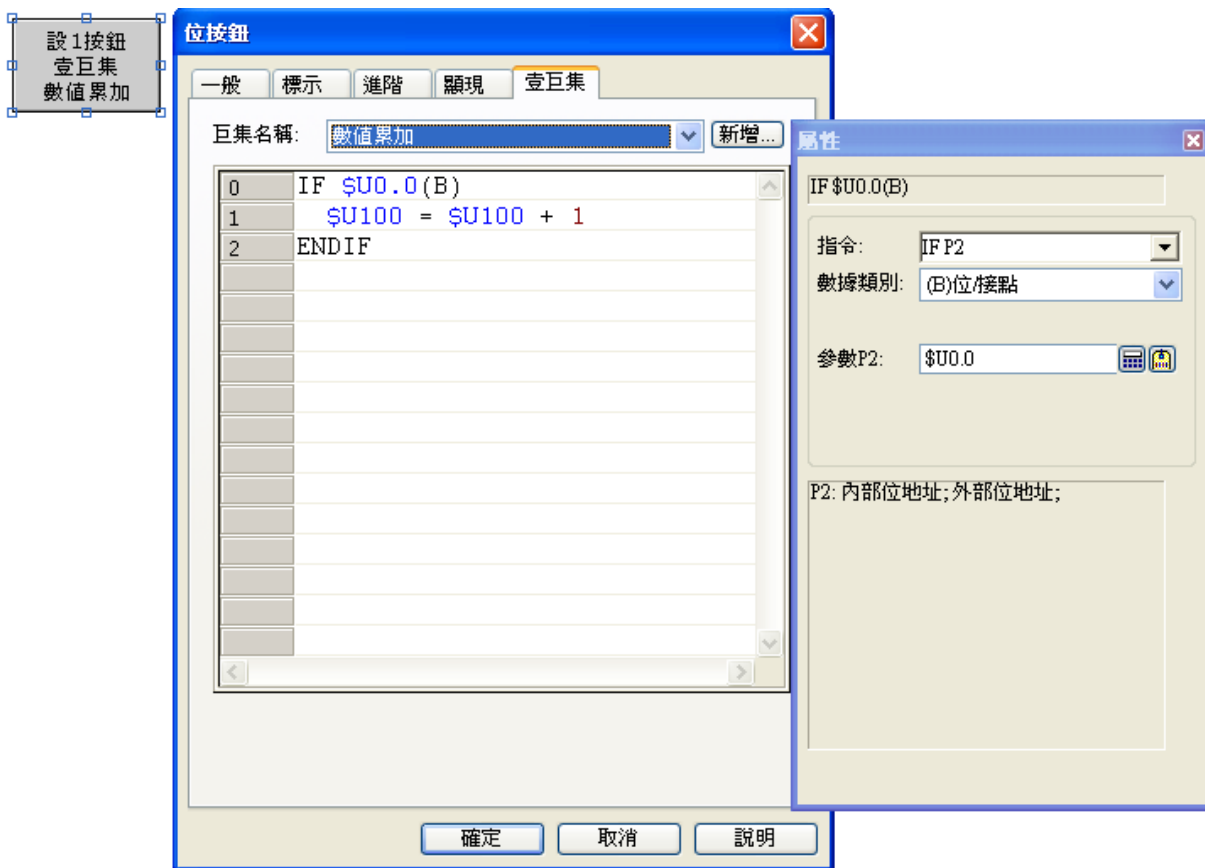 設1按鈕
壹巨集
數值累加
位按鈕
一般 標示 進階 顯現 壹巨集
巨集名稱: 數值累加 新增...
0 IF $U0.0(B)
1 $U100 = $U100 + 1
2 ENDIF
確定 取消 說明
屬性
IF $U0.0(B)
指令: IF P2
數據類別: (B)位/接點
參數P2: $U0.0
P2: 內部位地址;外部位地址;